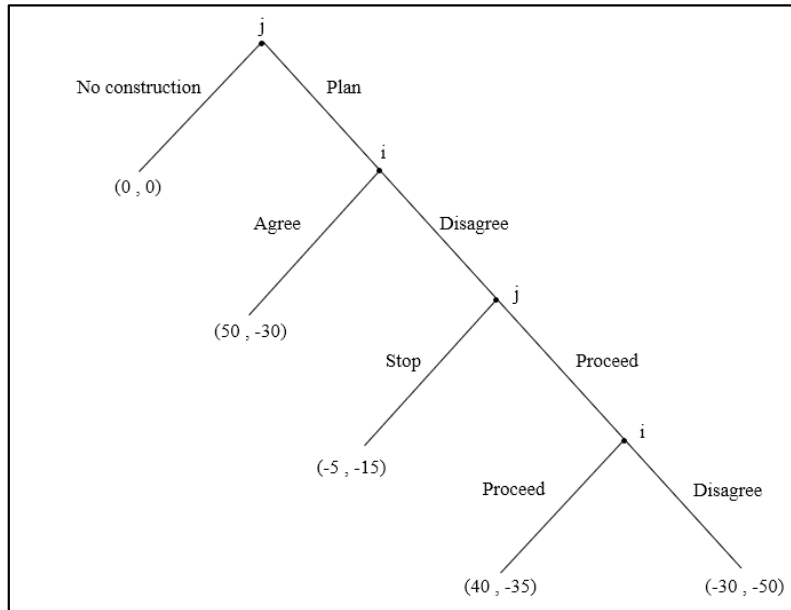 j
No construction
Plan
i
(0 , 0)
Agree
Disagree
j
(50 , -30)
Stop
Proceed
i
(-5 , -15)
Proceed
Disagree
(40 , -35)
(-30 , -50)